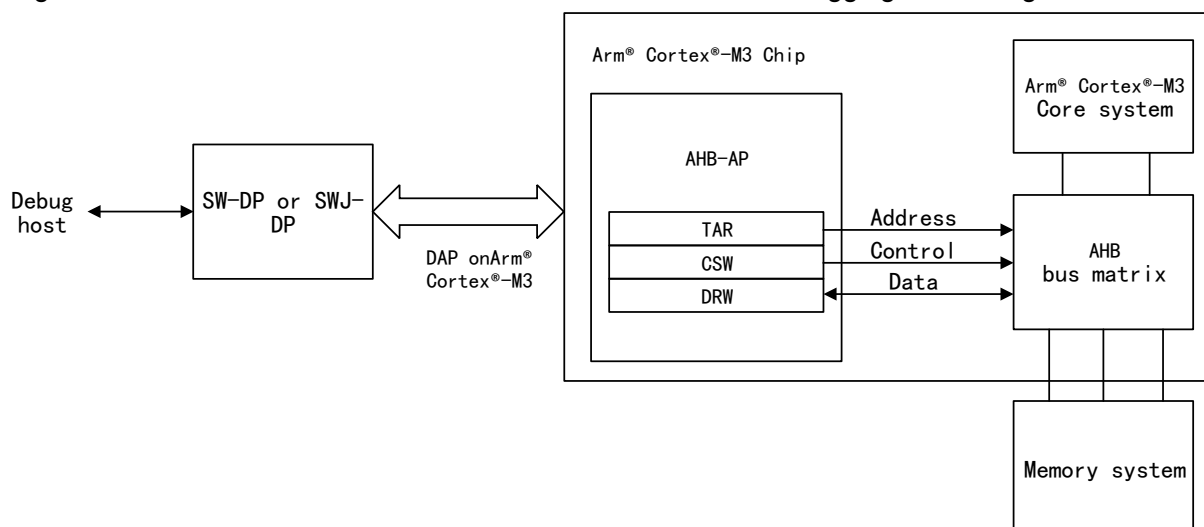 Arm® Cortex®-M3 Chip
Arm® Cortex®-M3
Core system
AHB-AP
Debug
host
SW-DP or SWJ-
DP
TAR
CSW
DRW
Address
Control
Data
AHB
bus matrix
DAP onArm®
Cortex®-M3
Memory system